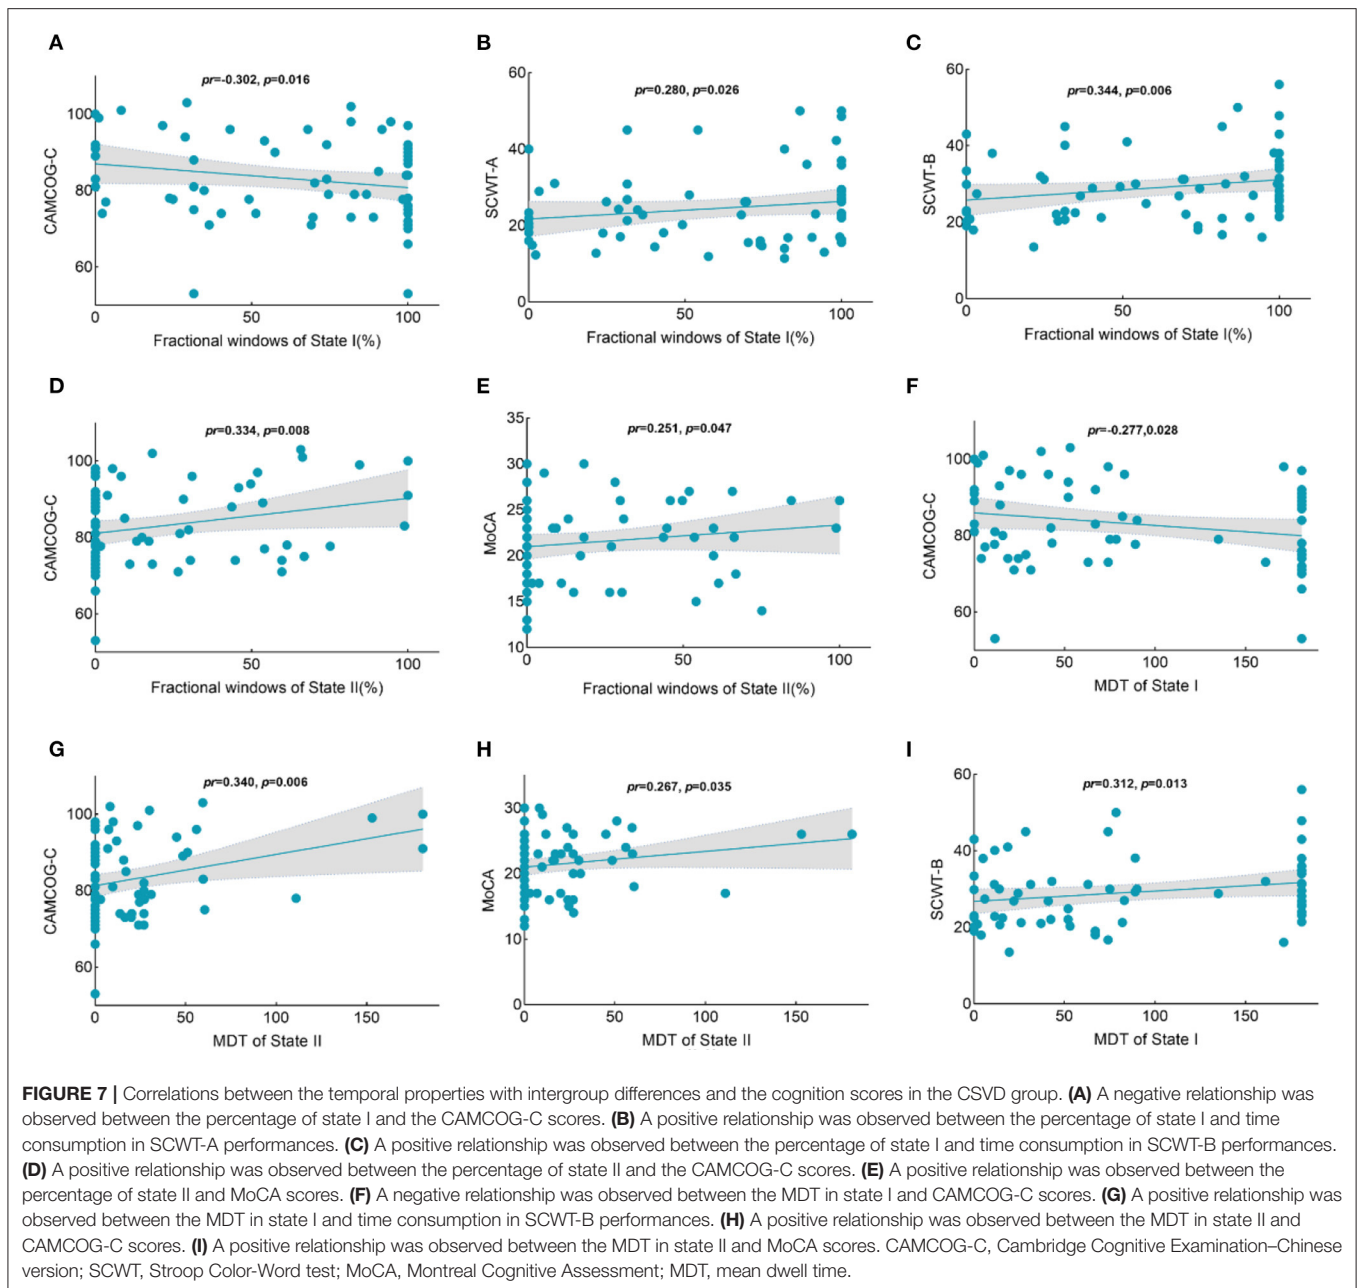 A
pr=-0.302, p=0.016
CAMCOG-C
100
80
60
0
50
100
Fractional windows of State I(%)
B
pr=0.280, p=0.026
SCWT-A
60
40
20
0
0
50
100
Fractional windows of State I(%)
C
pr=0.344, p=0.006
SCWT-B
60
40
20
0
0
50
100
Fractional windows of State I(%)
D
pr=0.334, p=0.008
CAMCOG-C
100
80
60
0
50
100
Fractional windows of State II(%)
E
pr=0.251, p=0.047
MoCA
35
30
25
20
15
10
0
50
100
Fractional windows of State II(%)
F
pr=-0.277,0.028
CAMCOG-C
100
80
60
0
50
100
150
MDT of State I
G
pr=0.340, p=0.006
CAMCOG-C
100
80
60
0
50
100
150
MDT of State II
H
pr=0.267, p=0.035
MoCA
30
20
10
0
0
50
100
150
MDT of State II
I
pr=0.312, p=0.013
SCWT-B
60
40
20
0
0
50
100
150
MDT of State I
FIGURE 7 | Correlations between the temporal properties with intergroup differences and the cognition scores in the CSVD group. (A) A negative relationship was
observed between the percentage of state I and the CAMCOG-C scores. (B) A positive relationship was observed between the percentage of state I and time
consumption in SCWT-A performances. (C) A positive relationship was observed between the percentage of state I and time consumption in SCWT-B performances.
(D) A positive relationship was observed between the percentage of state II and the CAMCOG-C scores. (E) A positive relationship was observed between the
percentage of state II and MoCA scores. (F) A negative relationship was observed between the MDT in state I and CAMCOG-C scores. (G) A positive relationship was
observed between the MDT in state I and time consumption in SCWT-B performances. (H) A positive relationship was observed between the MDT in state II and
CAMCOG-C scores. (I) A positive relationship was observed between the MDT in state II and MoCA scores. CAMCOG-C, Cambridge Cognitive Examination–Chinese
version; SCWT, Stroop Color-Word test; MoCA, Montreal Cognitive Assessment; MDT, mean dwell time.